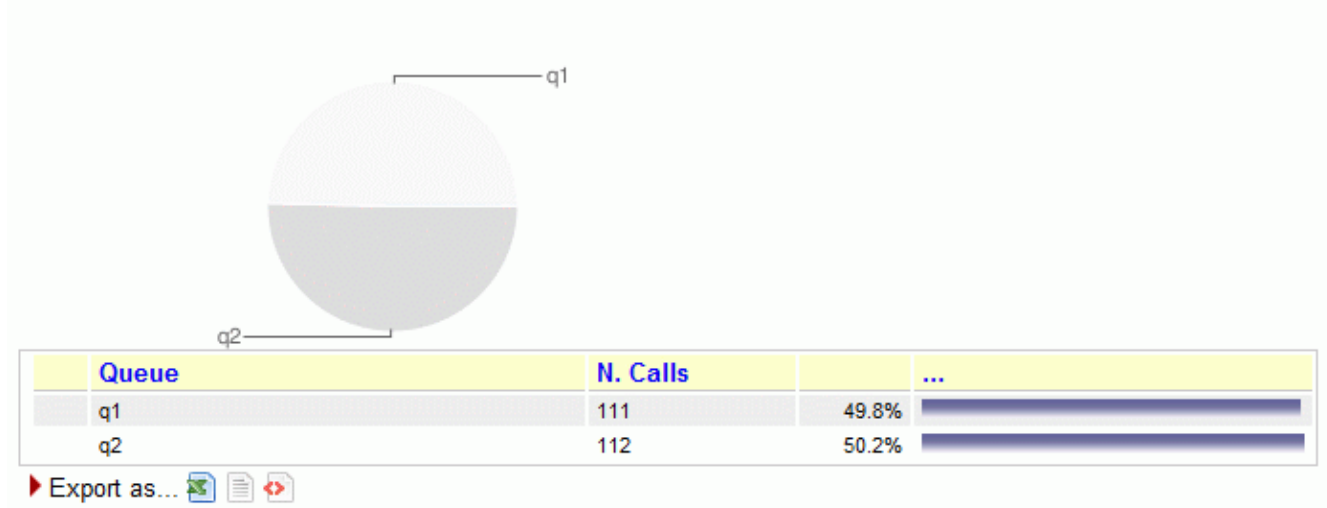 q1
q2
Queue N. Calls ...
q1 111 49.8%
q2 112 50.2%
Export as...